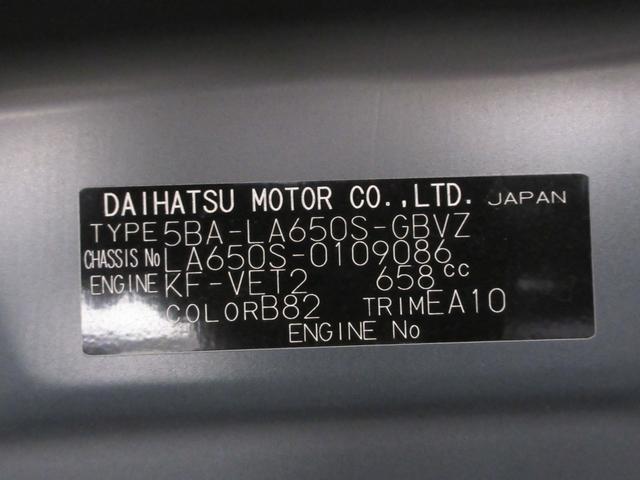 DAIHATSU MOTOR CO.,LTD. JAPAN
TYPE 5BA-LA650S-GBVZ
CHASSIS No LA650S-0109086
ENGINE KF-VET2 658cc
COLOR B82 TRIM EA10
ENGINE No